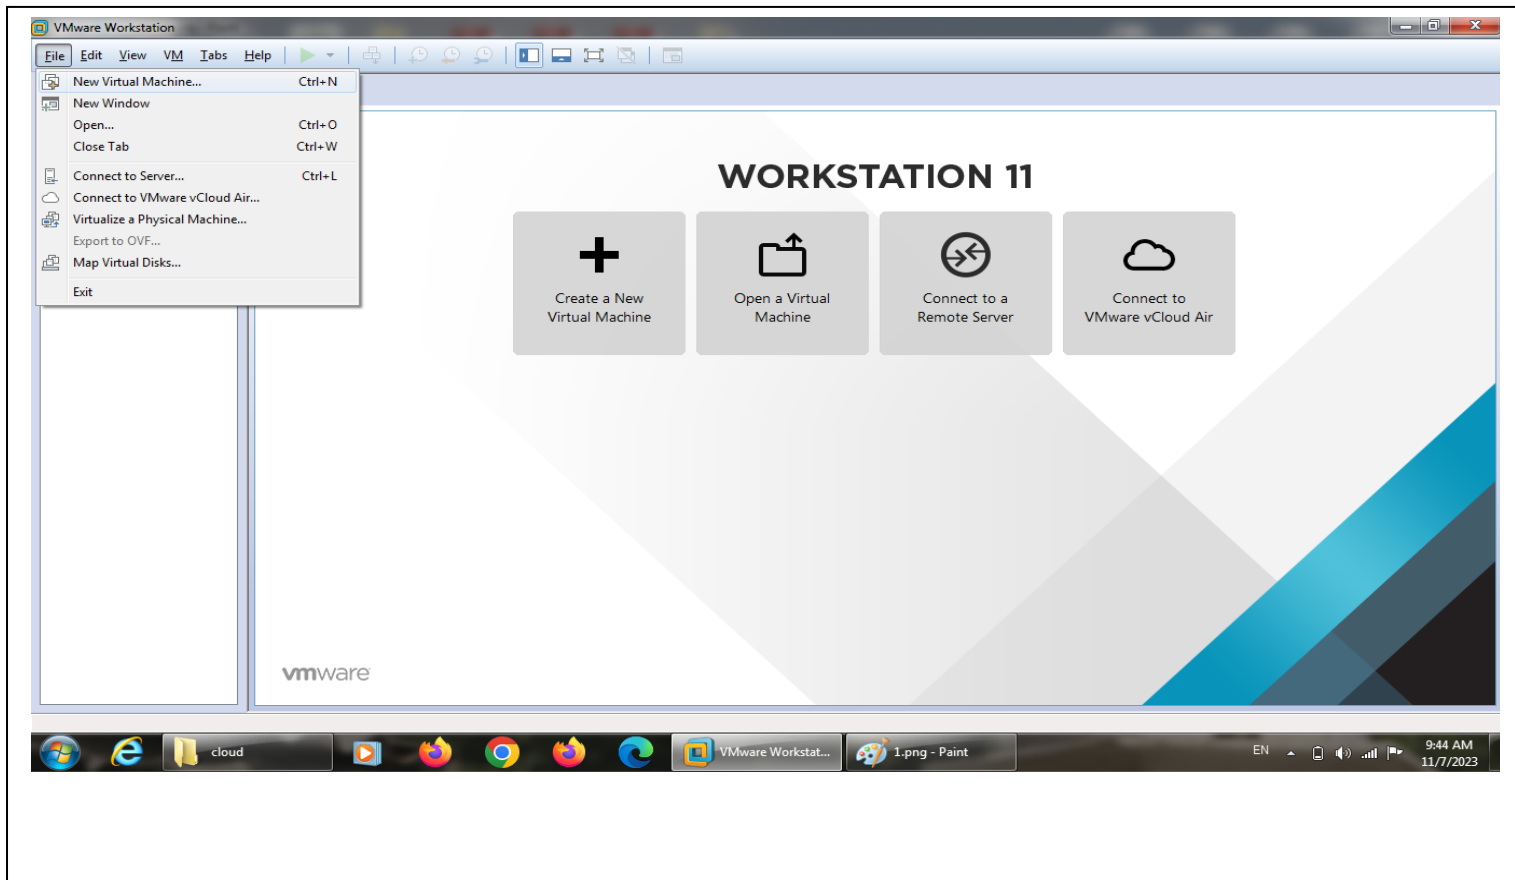 VMware Workstation
File Edit View VM Tabs Help
New Virtual Machine... Ctrl+N
New Window
Open... Ctrl+O
Close Tab Ctrl+W
Connect to Server... Ctrl+L
Connect to VMware vCloud Air...
Virtualize a Physical Machine...
Export to OVF...
Map Virtual Disks...
Exit
WORKSTATION 11
Create a New
Virtual Machine
Open a Virtual
Machine
Connect to a
Remote Server
Connect to
VMware vCloud Air
vmware
cloud
VMware Workstat...
1.png - Paint
EN
9:44 AM
11/7/2023